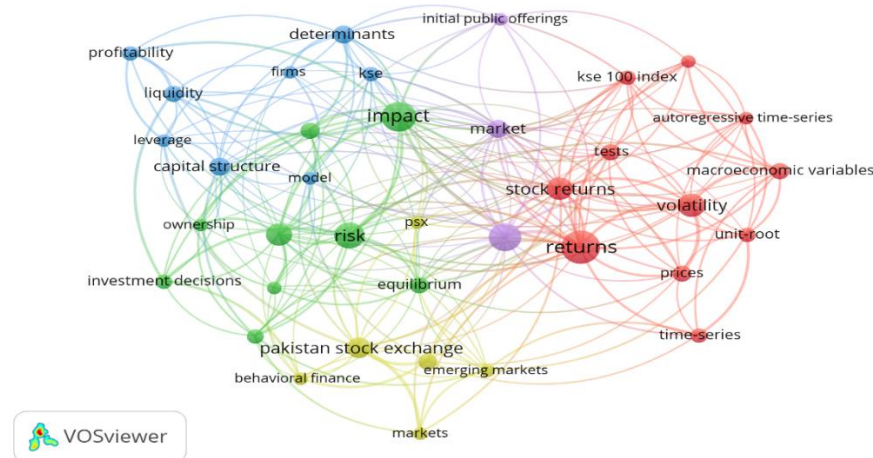 initial public offerings
determinants
profitability
firms
kse
kse 100 index
liquidity
impact
market
autoregressive time-series
leverage
tests
capital structure
model
stock returns
macroeconomic variables
volatility
ownership
psx
risk
returns
unit-root
investment decisions
equilibrium
prices
time-series
pakistan stock exchange
emerging markets
behavioral finance
markets
VOSviewer